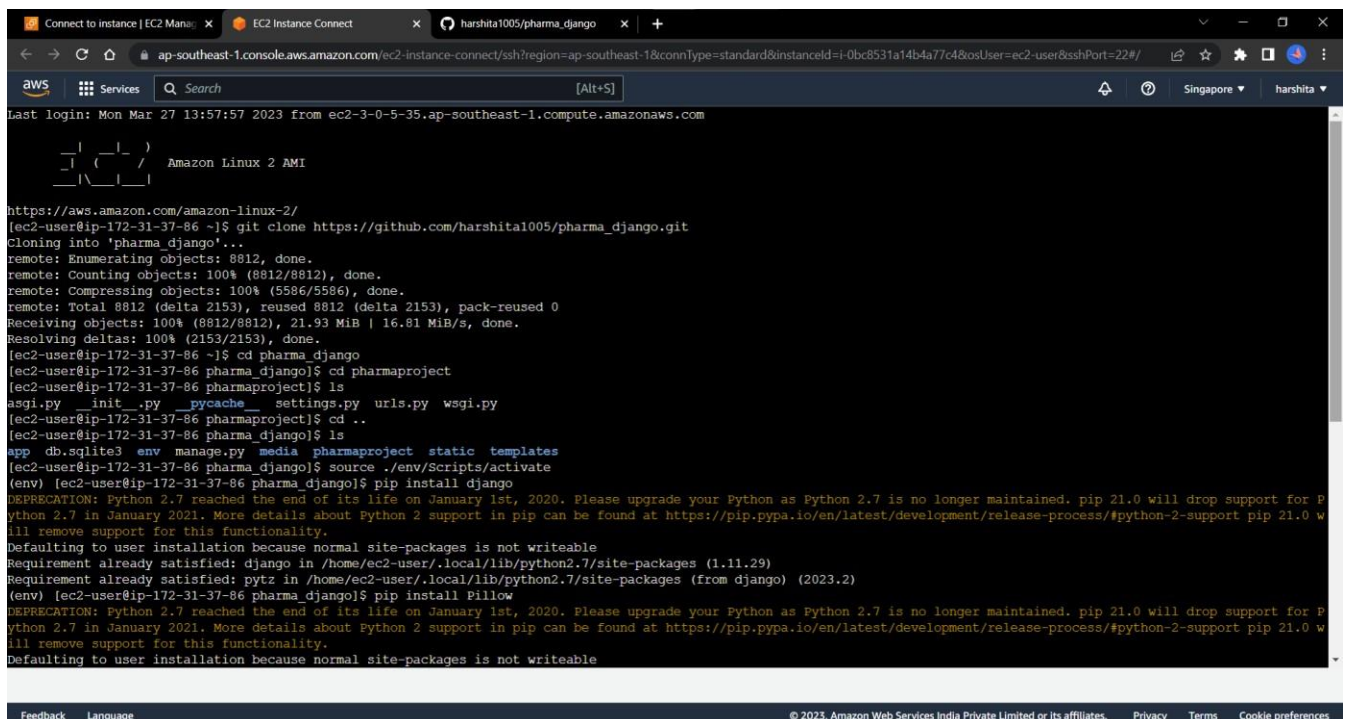 Connect to instance | EC2 Manag
EC2 Instance Connect
harshita1005/pharma_django
ap-southeast-1.console.aws.amazon.com/ec2-instance-connect/ssh?region=ap-southeast-1&connType=standard&instanceId=i-0bc8531a14b4a77c4&osUser=ec2-user&sshPort=22#/
aws Services Search [Alt+S] Singapore harshita
Last login: Mon Mar 27 13:57:57 2023 from ec2-3-0-5-35.ap-southeast-1.compute.amazonaws.com
__|  __|_  )
_|  (     /   Amazon Linux 2 AMI
___|\___|___|
https://aws.amazon.com/amazon-linux-2/
[ec2-user@ip-172-31-37-86 ~]$ git clone https://github.com/harshita1005/pharma_django.git
Cloning into 'pharma_django'...
remote: Enumerating objects: 8812, done.
remote: Counting objects: 100% (8812/8812), done.
remote: Compressing objects: 100% (5586/5586), done.
remote: Total 8812 (delta 2153), reused 8812 (delta 2153), pack-reused 0
Receiving objects: 100% (8812/8812), 21.93 MiB | 16.81 MiB/s, done.
Resolving deltas: 100% (2153/2153), done.
[ec2-user@ip-172-31-37-86 ~]$ cd pharma_django
[ec2-user@ip-172-31-37-86 pharma_django]$ cd pharmaproject
[ec2-user@ip-172-31-37-86 pharmaproject]$ ls
asgi.py  __init__.py  __pycache__  settings.py  urls.py  wsgi.py
[ec2-user@ip-172-31-37-86 pharmaproject]$ cd ..
[ec2-user@ip-172-31-37-86 pharma_django]$ ls
app  db.sqlite3  env  manage.py  media  pharmaproject  static  templates
[ec2-user@ip-172-31-37-86 pharma_django]$ source ./env/Scripts/activate
(env) [ec2-user@ip-172-31-37-86 pharma_django]$ pip install django
DEPRECATION: Python 2.7 reached the end of its life on January 1st, 2020. Please upgrade your Python as Python 2.7 is no longer maintained. pip 21.0 will drop support for P
ython 2.7 in January 2021. More details about Python 2 support in pip can be found at https://pip.pypa.io/en/latest/development/release-process/#python-2-support pip 21.0 w
ill remove support for this functionality.
Defaulting to user installation because normal site-packages is not writeable
Requirement already satisfied: django in /home/ec2-user/.local/lib/python2.7/site-packages (1.11.29)
Requirement already satisfied: pytz in /home/ec2-user/.local/lib/python2.7/site-packages (from django) (2023.2)
(env) [ec2-user@ip-172-31-37-86 pharma_django]$ pip install Pillow
DEPRECATION: Python 2.7 reached the end of its life on January 1st, 2020. Please upgrade your Python as Python 2.7 is no longer maintained. pip 21.0 will drop support for P
ython 2.7 in January 2021. More details about Python 2 support in pip can be found at https://pip.pypa.io/en/latest/development/release-process/#python-2-support pip 21.0 w
ill remove support for this functionality.
Defaulting to user installation because normal site-packages is not writeable
Feedback Language © 2023, Amazon Web Services India Private Limited or its affiliates. Privacy Terms Cookie preferences